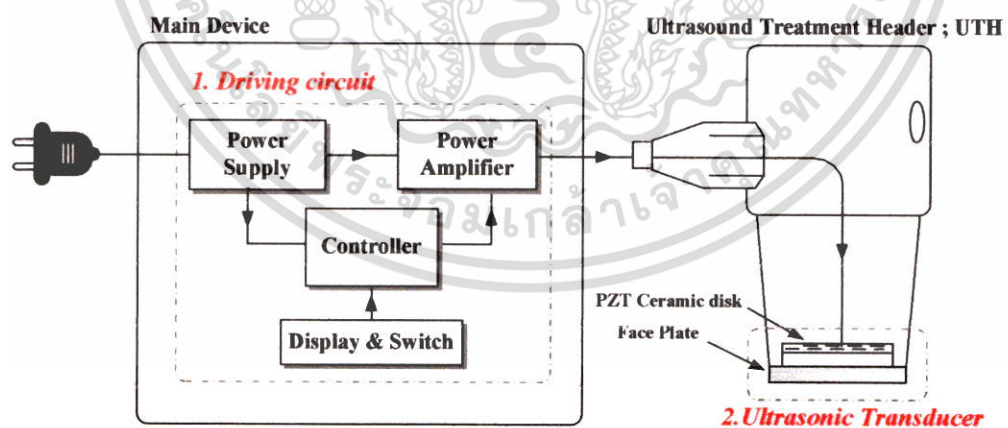 Main Device
Ultrasound Treatment Header ; UTH
1. Driving circuit
Power
Supply
Power
Amplifier
Controller
Display & Switch
PZT Ceramic disk
Face Plate
2.Ultrasonic Transducer